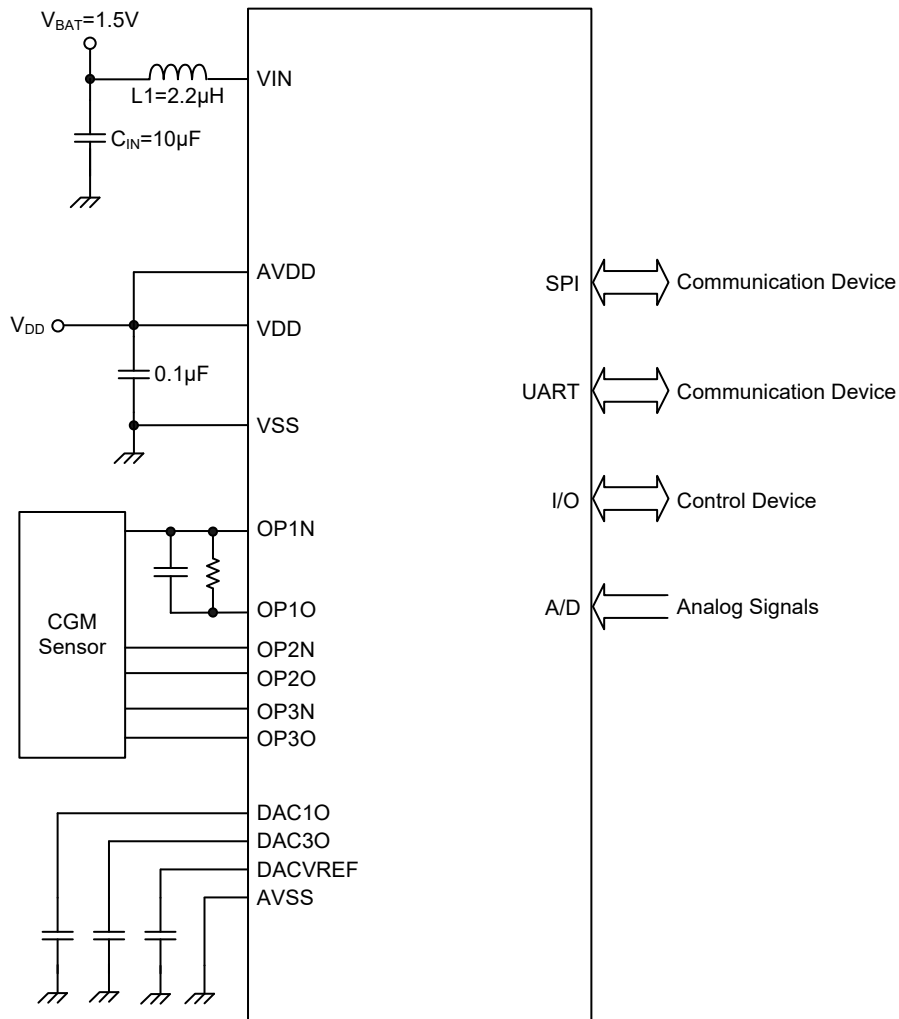 VBAT=1.5V
VIN
L1=2.2µH
CIN=10µF
AVDD
SPI
Communication Device
VDD
VDD
0.1µF
UART
Communication Device
VSS
I/O
Control Device
OP1N
CGM
Sensor
OP1O
A/D
Analog Signals
OP2N
OP2O
OP3N
OP3O
DAC1O
DAC3O
DACVREF
AVSS